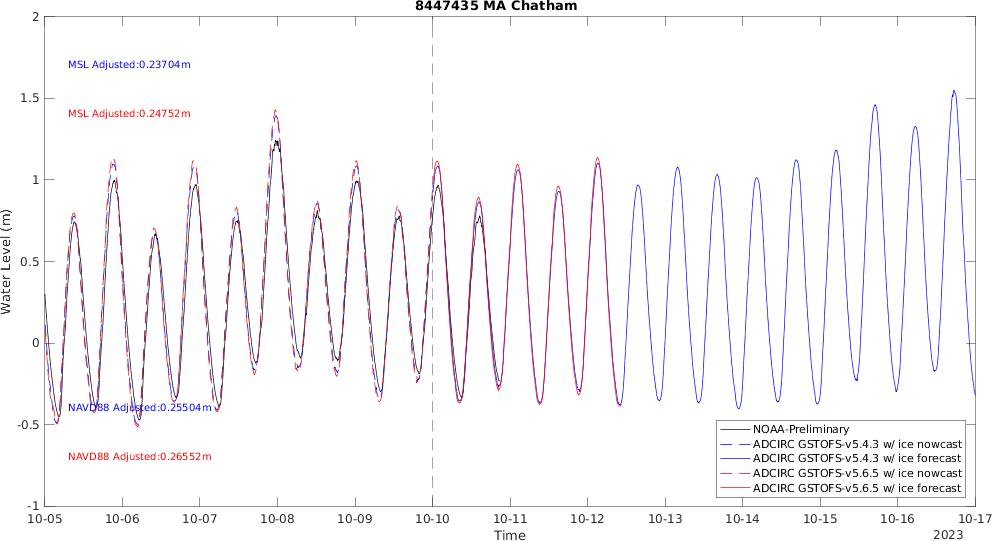 8447435 MA Chatham
2
1.5
1
0.5
0
-0.5
-1
Water Level (m)
MSL Adjusted:0.23704m
MSL Adjusted:0.24752m
NAVD88 Adjusted:0.25504m
NAVD88 Adjusted:0.26552m
NOAA-Preliminary
ADCIRC GSTOFS-v5.4.3 w/ ice nowcast
ADCIRC GSTOFS-v5.4.3 w/ ice forecast
ADCIRC GSTOFS-v5.6.5 w/ ice nowcast
ADCIRC GSTOFS-v5.6.5 w/ ice forecast
10-05 10-06 10-07 10-08 10-09 10-10 10-11 10-12 10-13 10-14 10-15 10-16 10-17
Time
2023